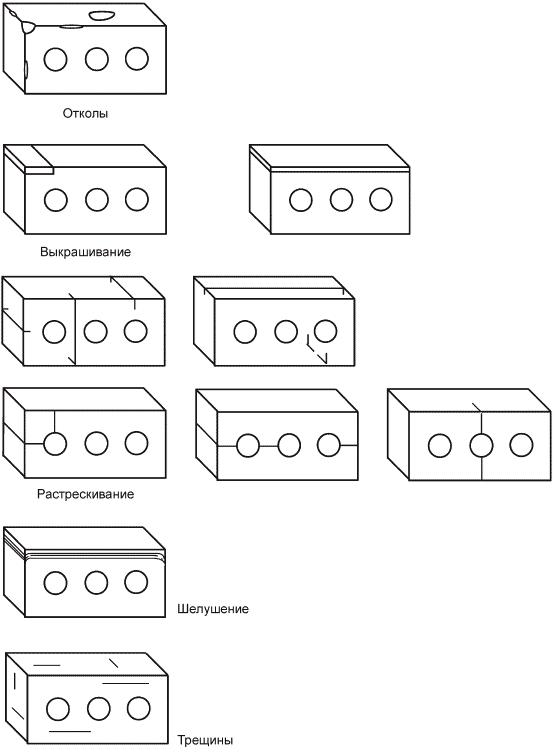 Отколы
Выкрашивание
Растрескивание
Шелушение
Трещины